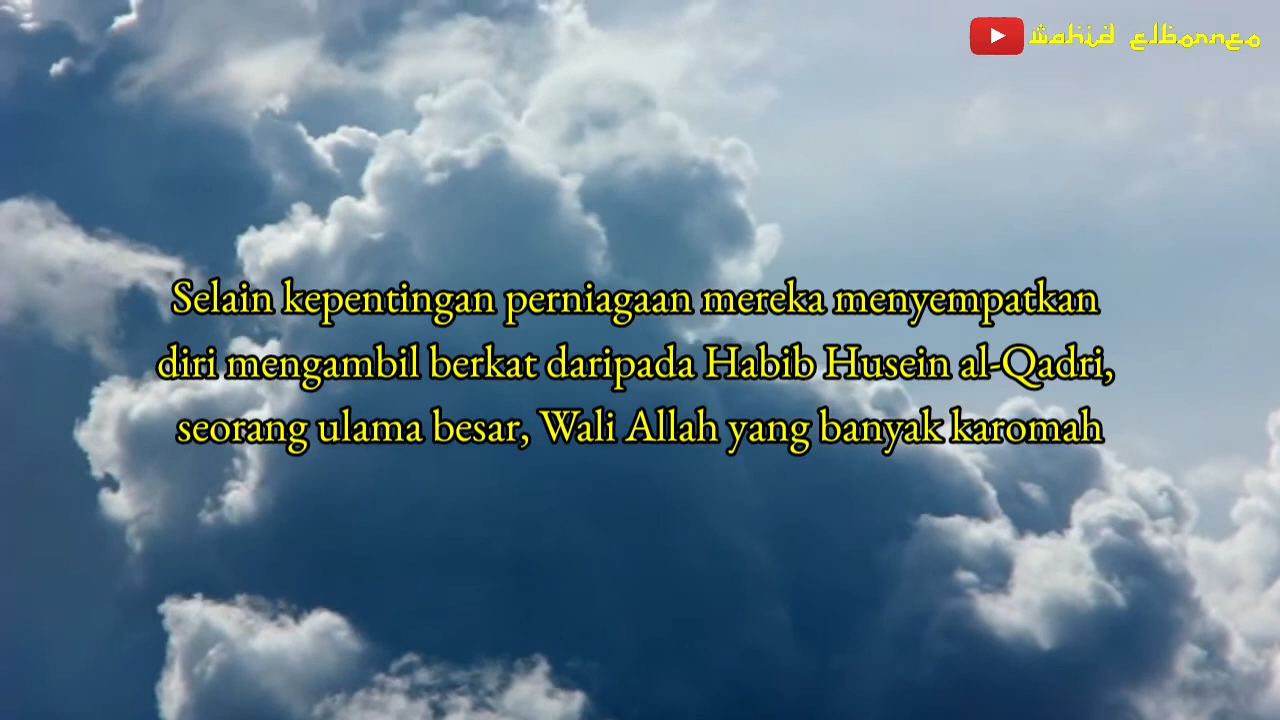 wahid elborneo
Selain kepentingan perniagaan mereka menyempatkan
diri mengambil berkat daripada Habib Husein al-Qadri,
seorang ulama besar, Wali Allah yang banyak karomah